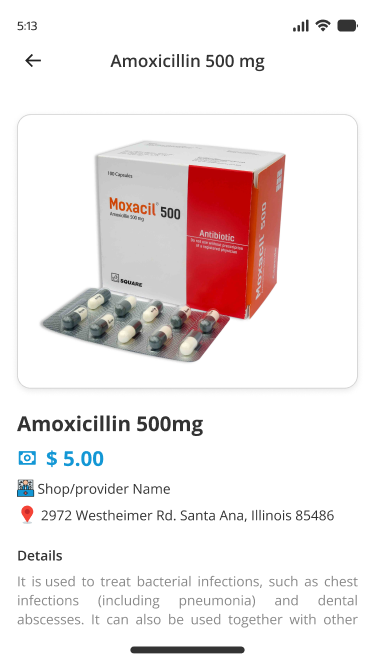 5:13
Amoxicillin 500 mg
100 Capsules
Moxacil® 500
Amoxicillin 500 mg
Antibiotic
SQUARE
Moxacil® 500
Amoxicillin 500mg
$ 5.00
Shop/provider Name
2972 Westheimer Rd. Santa Ana, Illinois 85486
Details
It is used to treat bacterial infections, such as chest
infections (including pneumonia) and dental
abscesses. It can also be used together with other